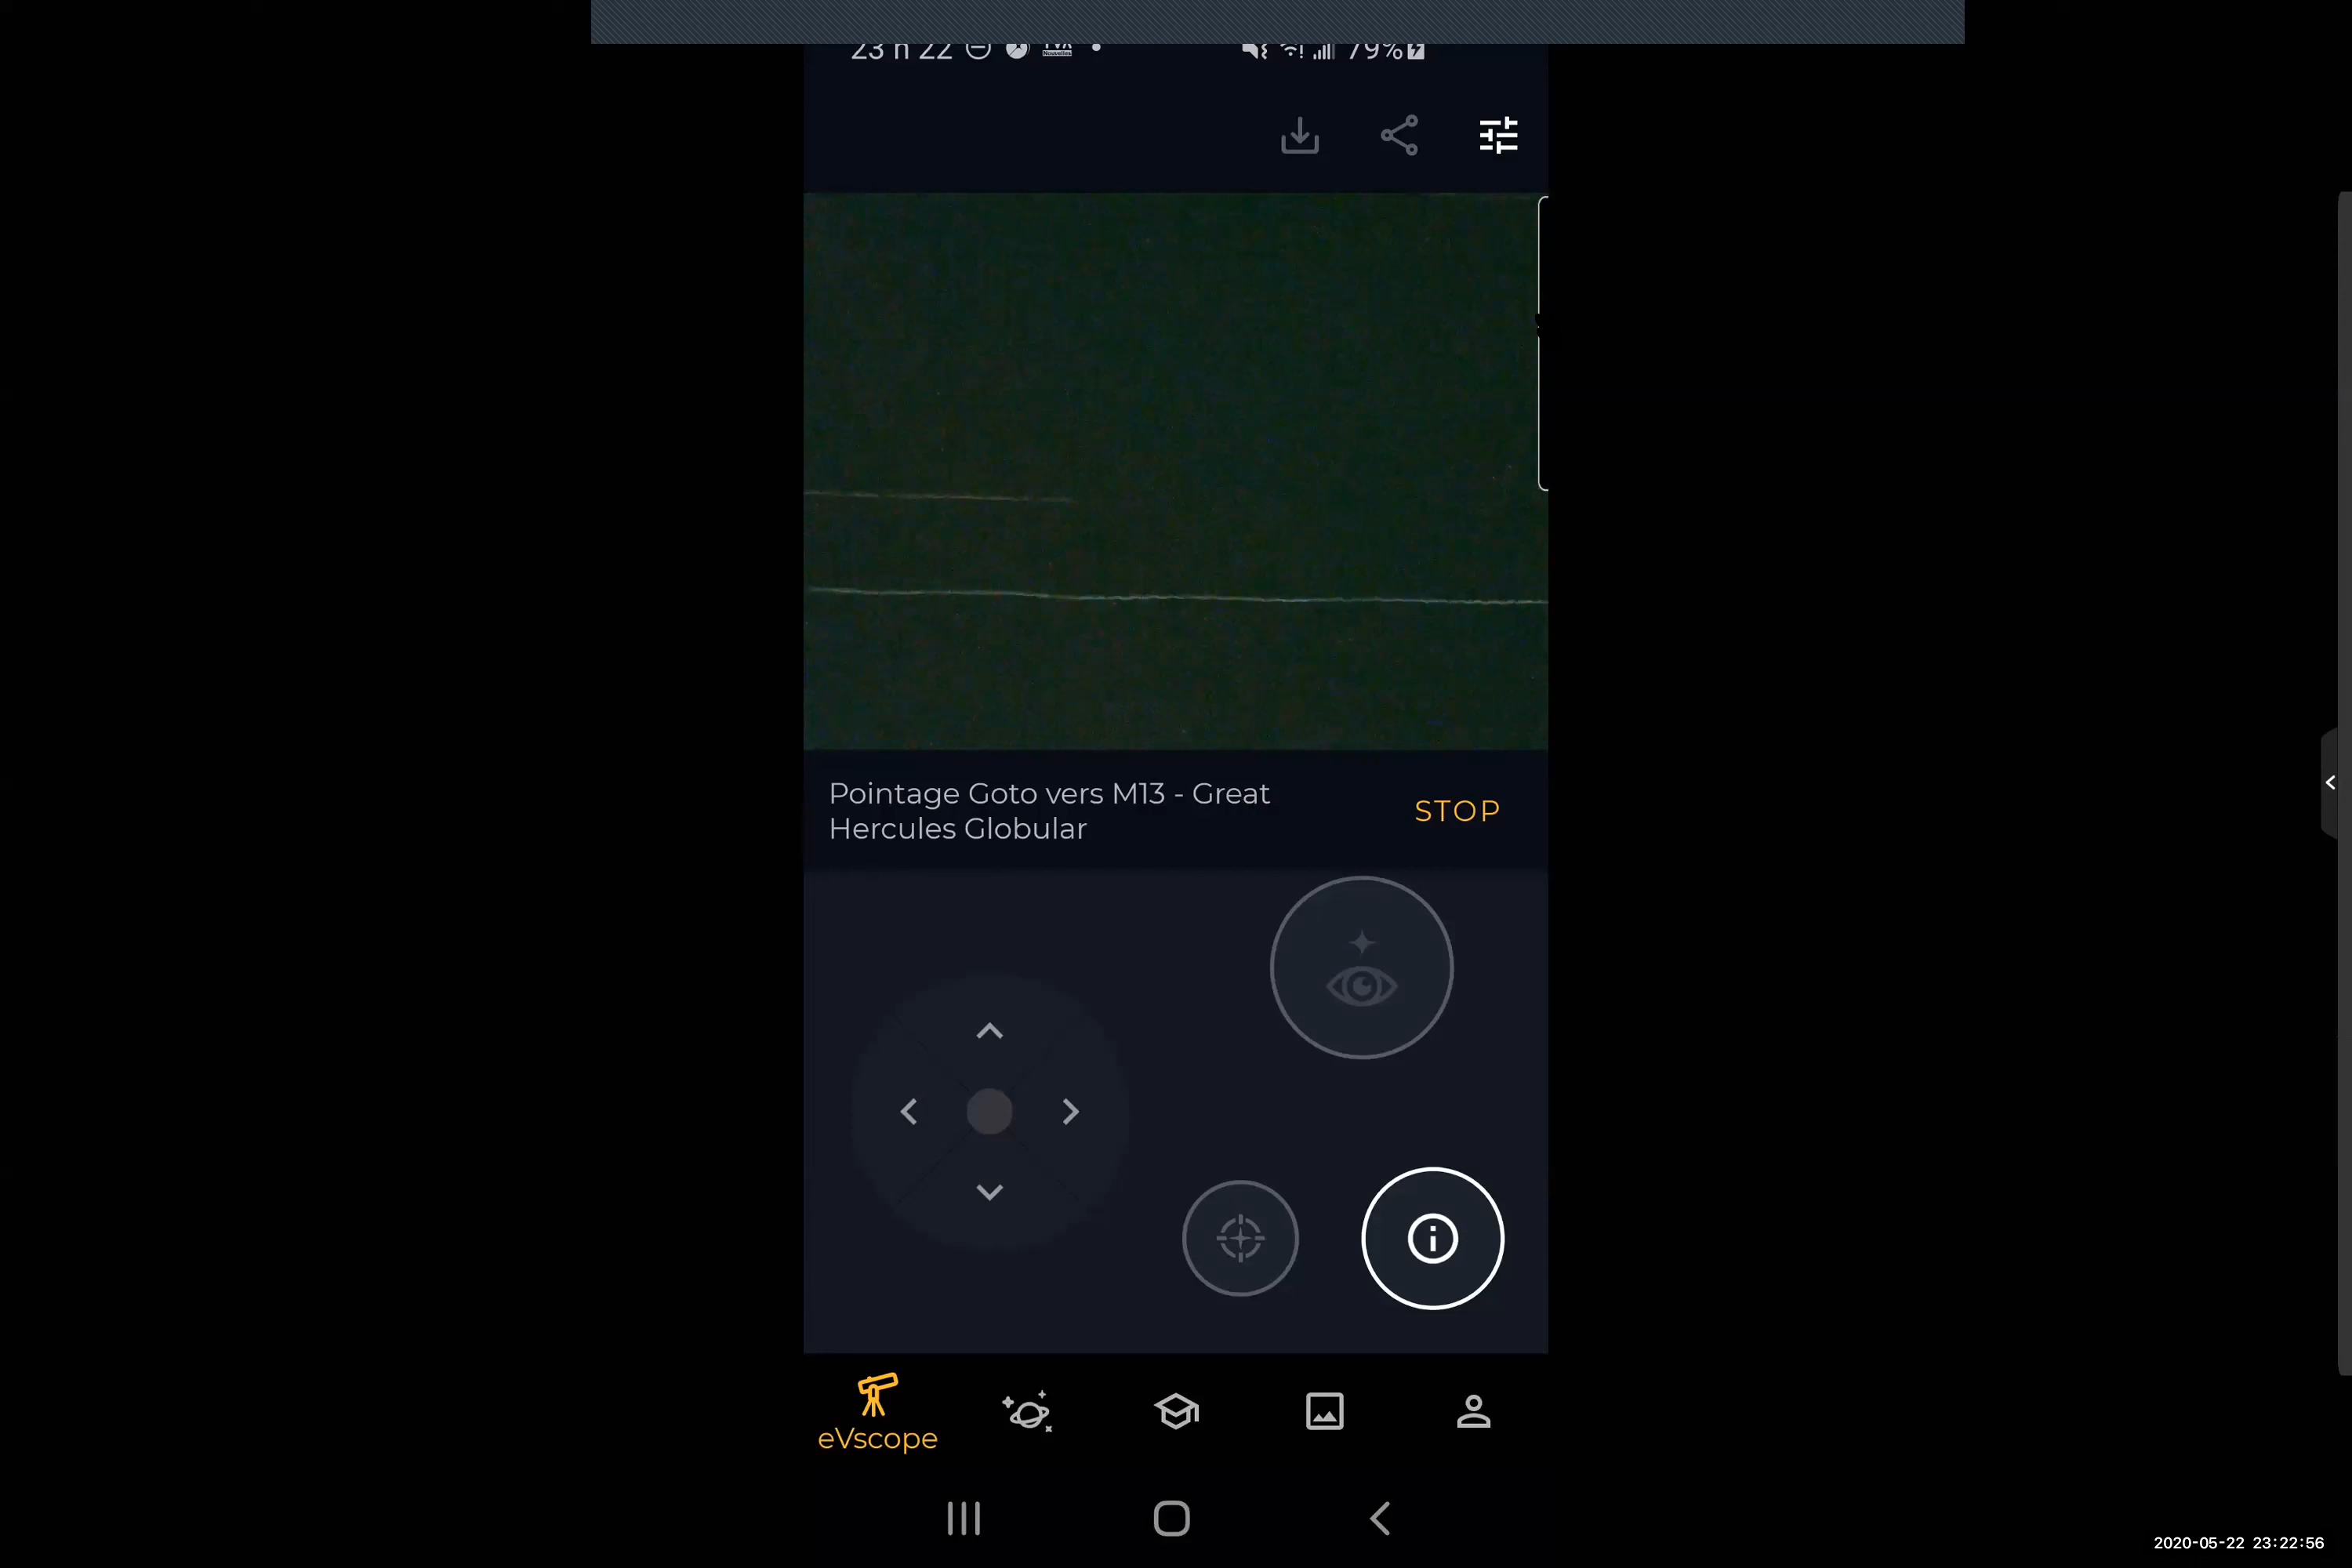 23 h 22 79%
Pointage Goto vers M13 - Great
Hercules Globular
STOP
eVscope
2020-05-22 23:22:56